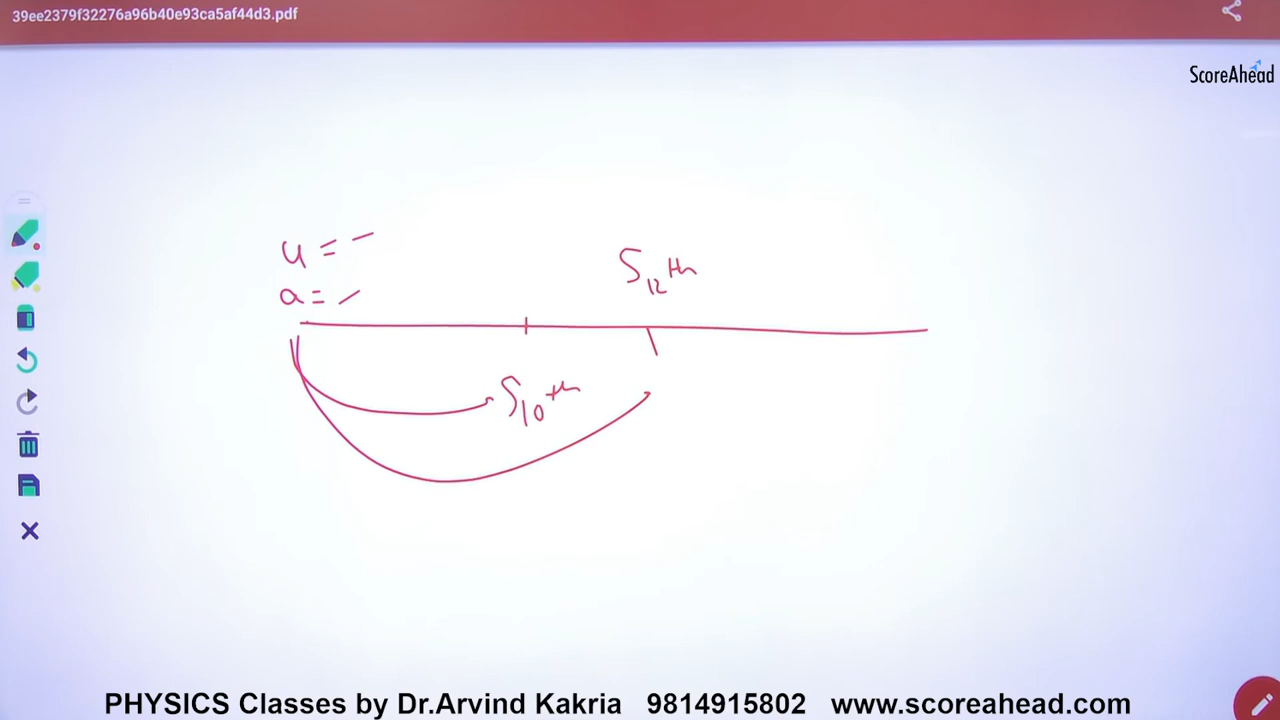 39ee2379f32276a96b40e93ca5af44d3.pdf
ScoreAhead
u = -
a = -
S12th
S10th
PHYSICS Classes by Dr.Arvind Kakria 9814915802 www.scoreahead.com